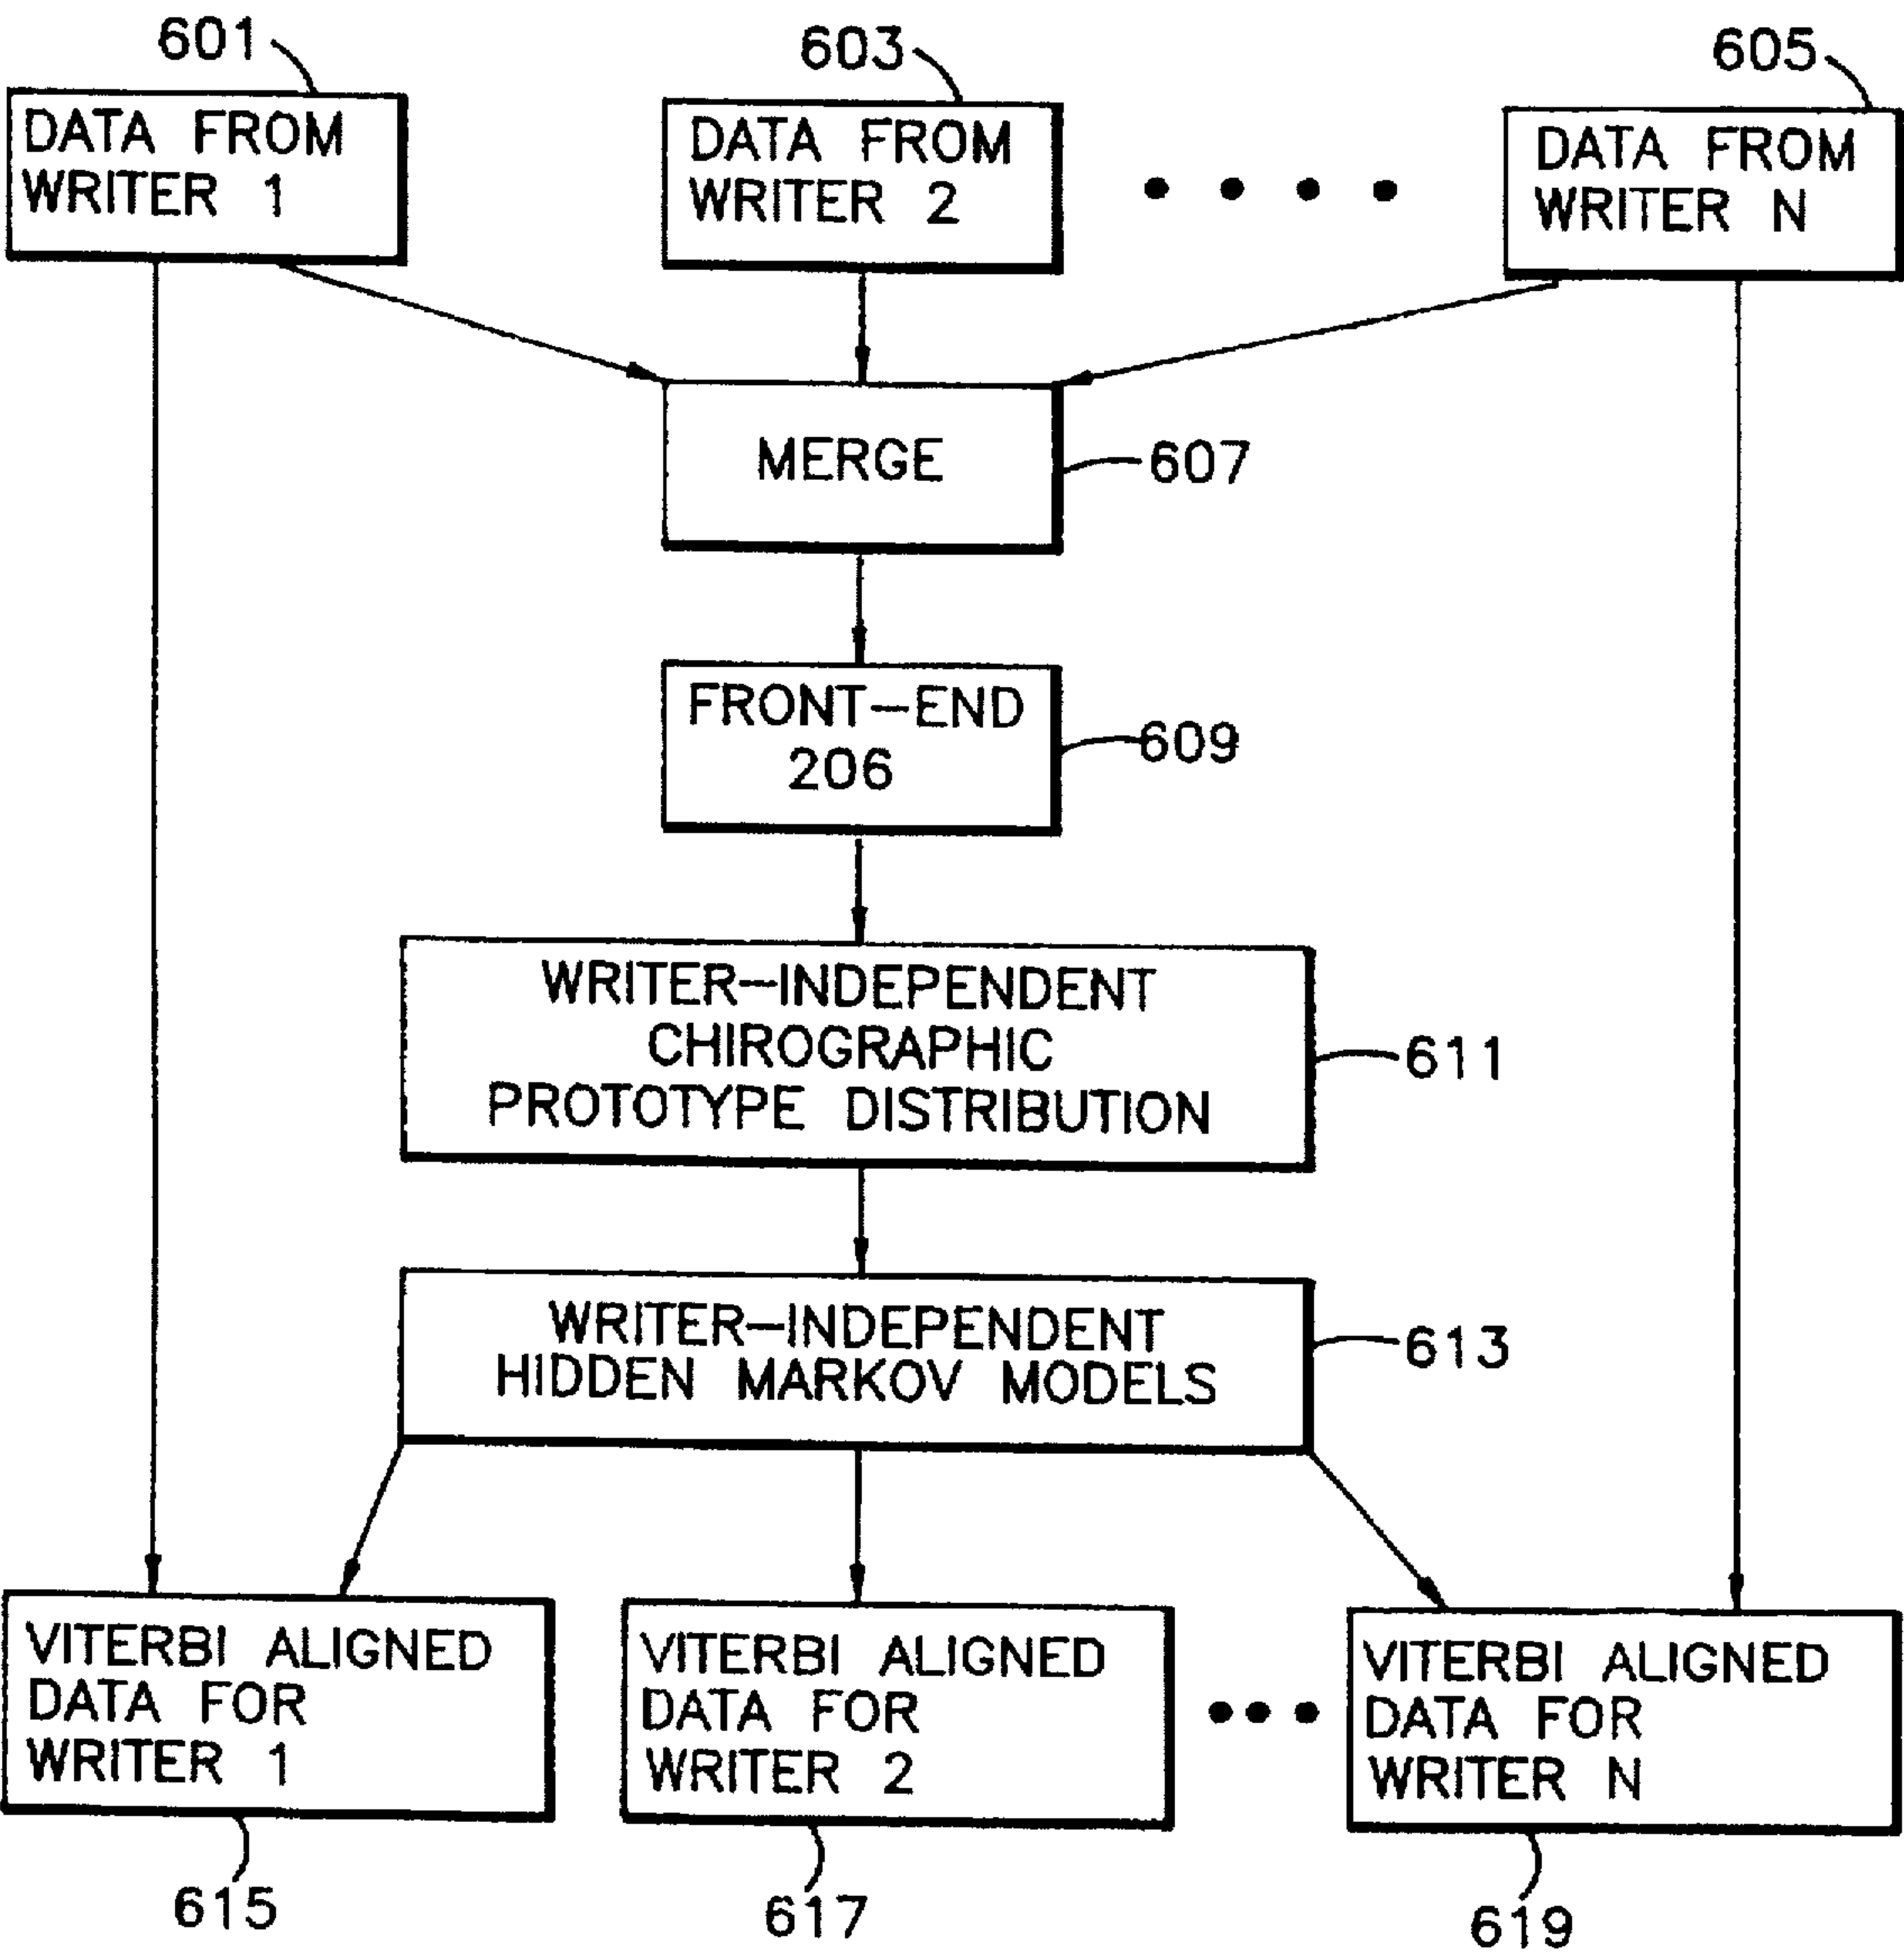 601
603
605
DATA FROM
WRITER 1
DATA FROM
WRITER 2
DATA FROM
WRITER N
MERGE
607
FRONT-END
206
609
WRITER-INDEPENDENT
CHIROGRAPHIC
PROTOTYPE DISTRIBUTION
611
WRITER-INDEPENDENT
HIDDEN MARKOV MODELS
613
VITERBI ALIGNED
DATA FOR
WRITER 1
VITERBI ALIGNED
DATA FOR
WRITER 2
VITERBI ALIGNED
DATA FOR
WRITER N
615
617
619